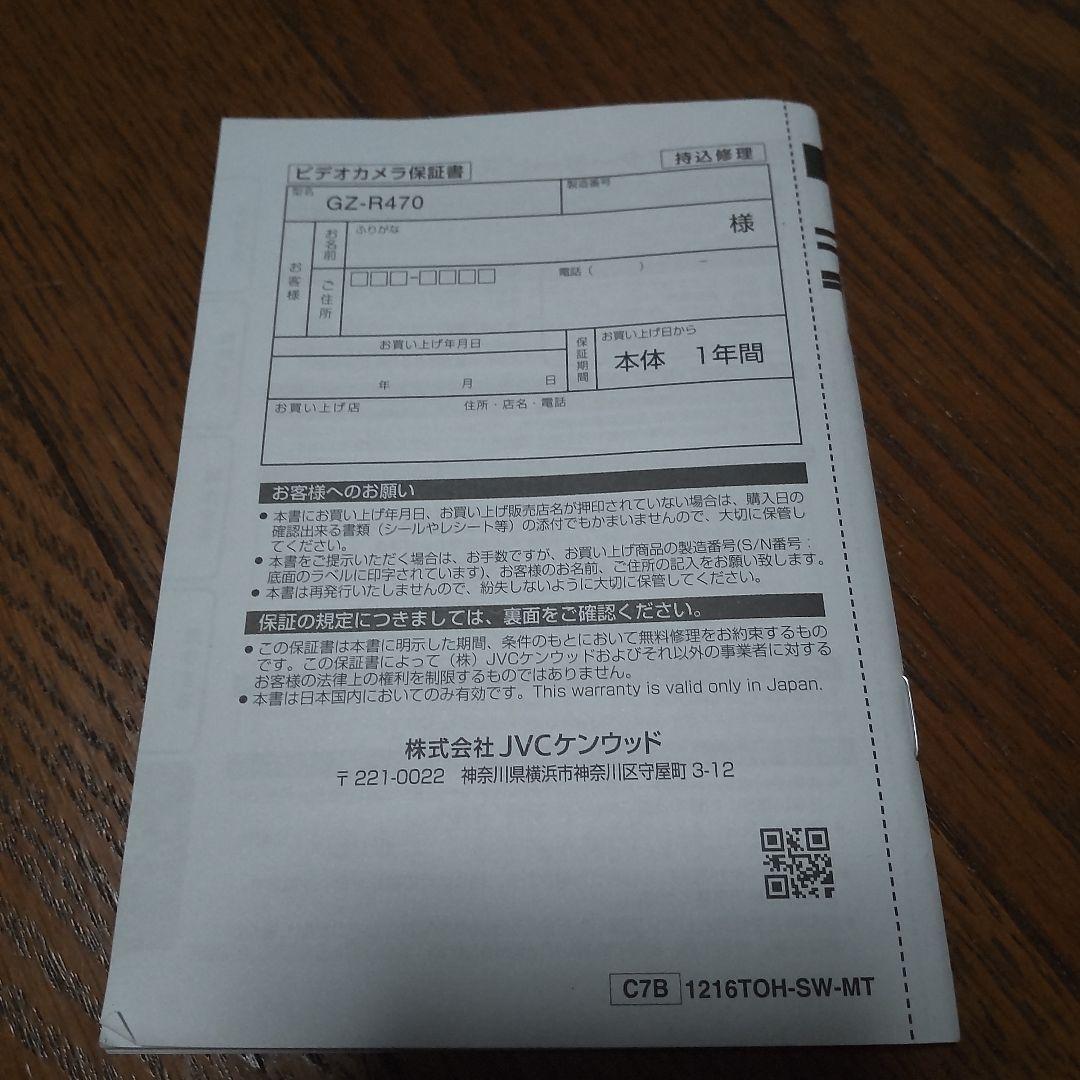 ビデオカメラ保証書
持込修理
型名
GZ-R470
製造番号
お客様
お名前
ふりがな
様
ご住所
□□□-□□□□
電話（ ） −
お買い上げ年月日
年 月 日
保証期間
お買い上げ日から
本体 1年間
お買い上げ店
住所・店名・電話
お客様へのお願い
● 本書にお買い上げ年月日、お買い上げ販売店名が押印されていない場合は、購入日の
確認出来る書類（シールやレシート等）の添付でもかまいませんので、大切に保管し
てください。
● 本書をご提示いただく場合は、お手数ですが、お買い上げ商品の製造番号(S/N番号：
底面のラベルに印字されています)、お客様のお名前、ご住所の記入をお願い致します。
● 本書は再発行いたしませんので、紛失しないように大切に保管してください。
保証の規定につきましては、裏面をご確認ください。
● この保証書は本書に明示した期間、条件のもとにおいて無料修理をお約束するもの
です。この保証書によって（株）JVCケンウッドおよびそれ以外の事業者に対する
お客様の法律上の権利を制限するものではありません。
● 本書は日本国内においてのみ有効です。This warranty is valid only in Japan.
株式会社 JVCケンウッド
〒221-0022 神奈川県横浜市神奈川区守屋町 3-12
C7B 1216TOH-SW-MT